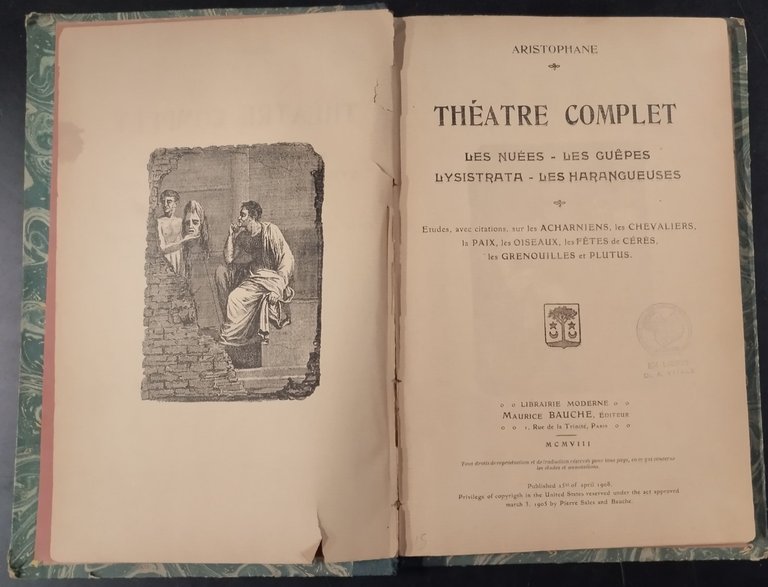 ARISTOPHANE
THÉATRE COMPLET
LES NUÉES - LES GUÊPES
LYSISTRATA - LES HARANGUEUSES
Etudes, avec citations, sur les ACHARNIENS, les CHEVALIERS,
la PAIX, les OISEAUX, les FÊTES de CÉRÈS,
les GRENOUILLES et PLUTUS.
LIBRAIRIE MODERNE
MAURICE BAUCHE, ÉDITEUR
1, Rue de la Trinité, Paris
MCMVIII
Tous droits de reproduction et de traduction réservés pour tous pays, en ce qui concerne
les études et annotations.
Published 15th of april 1908.
Privilege of copyrigth in the United States reserved under the act approved
march 3. 1905 by Pierre Sales and Bauche.
15